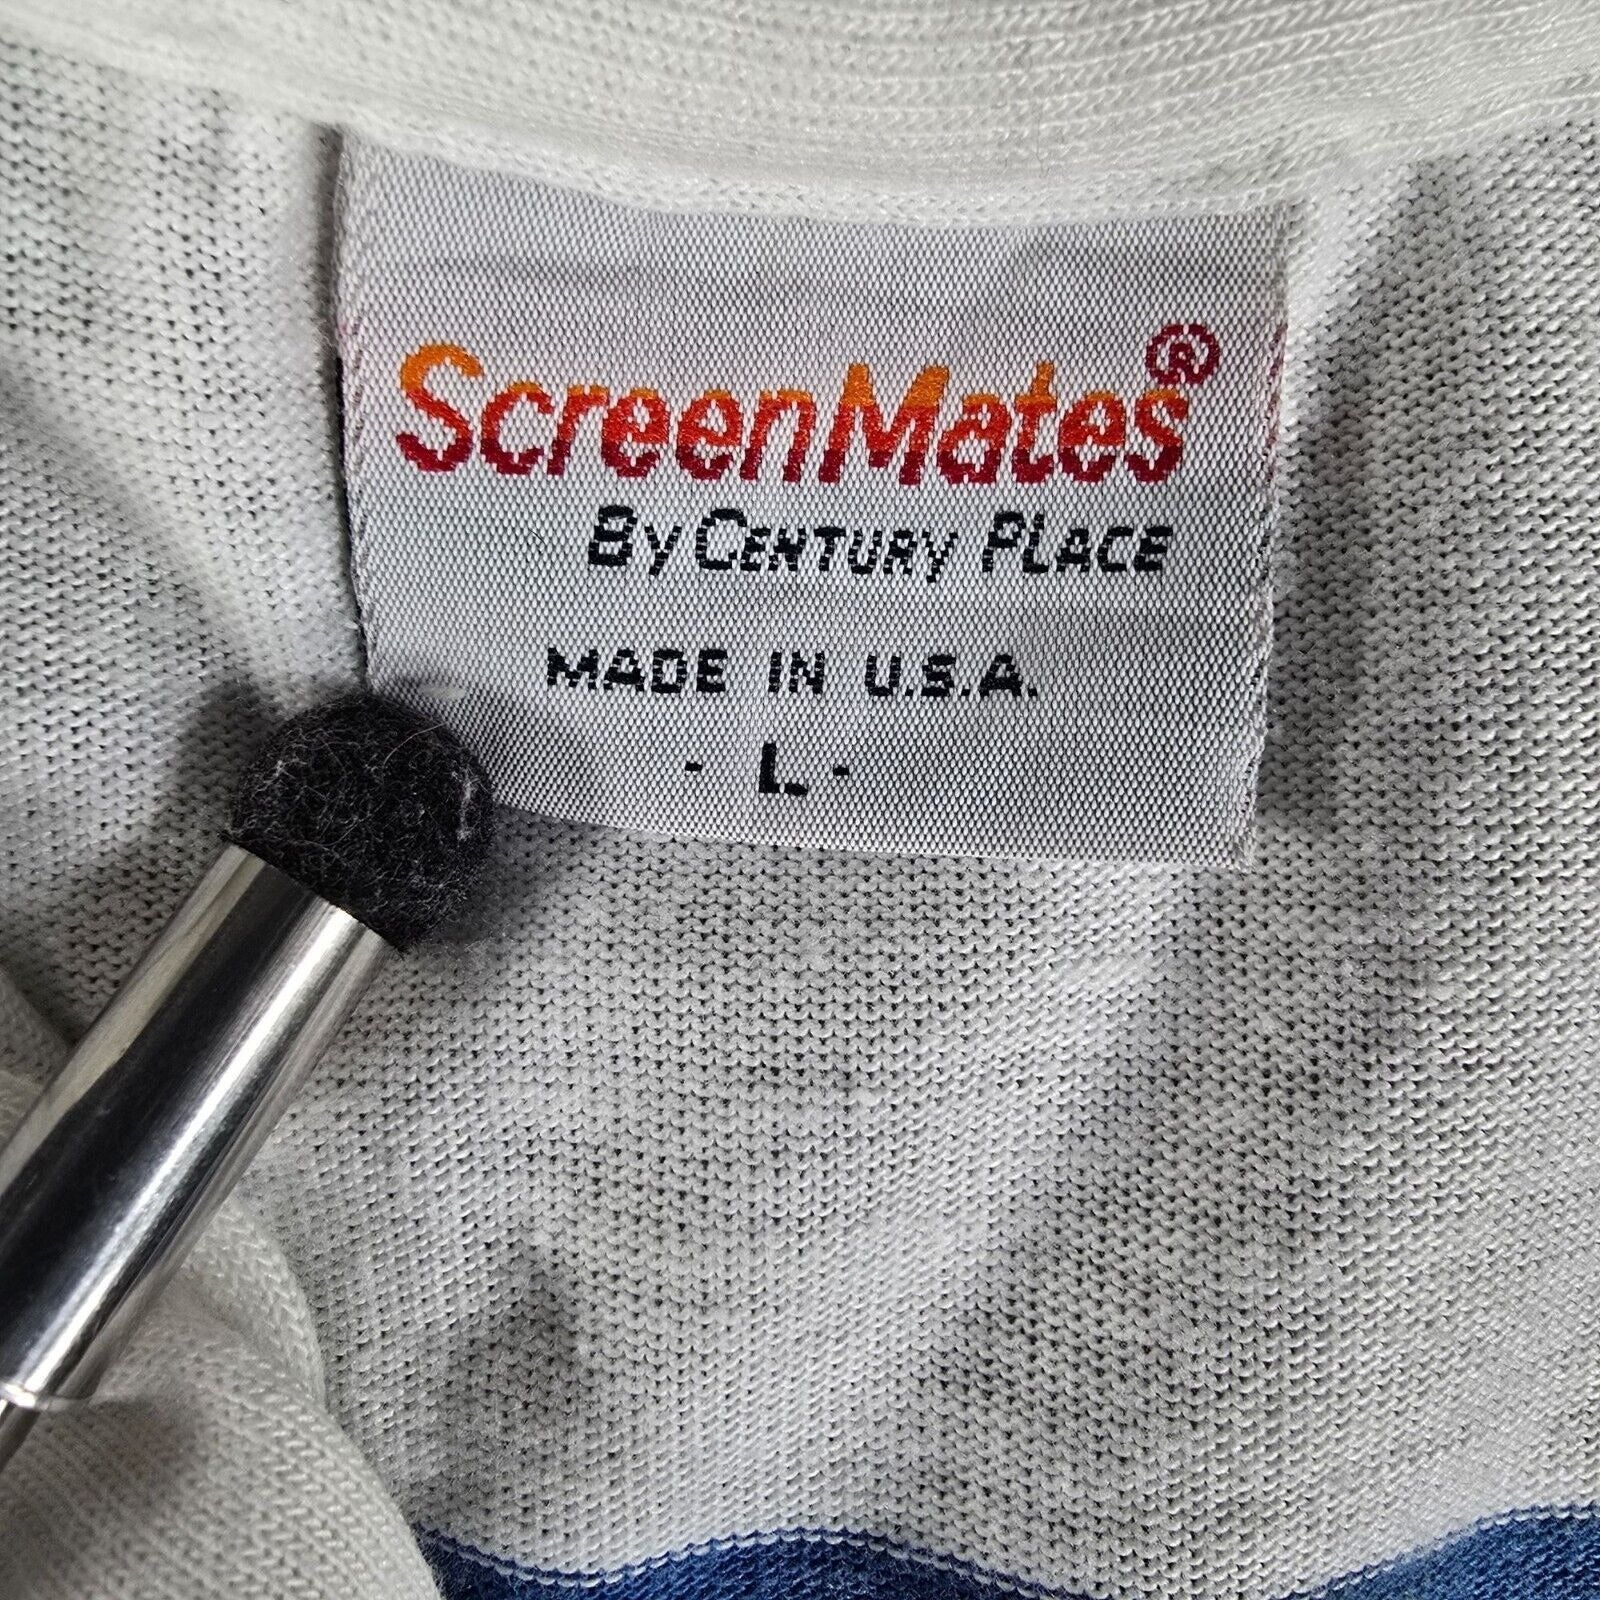 ScreenMates®
By Century Place
MADE IN U.S.A.
- L -